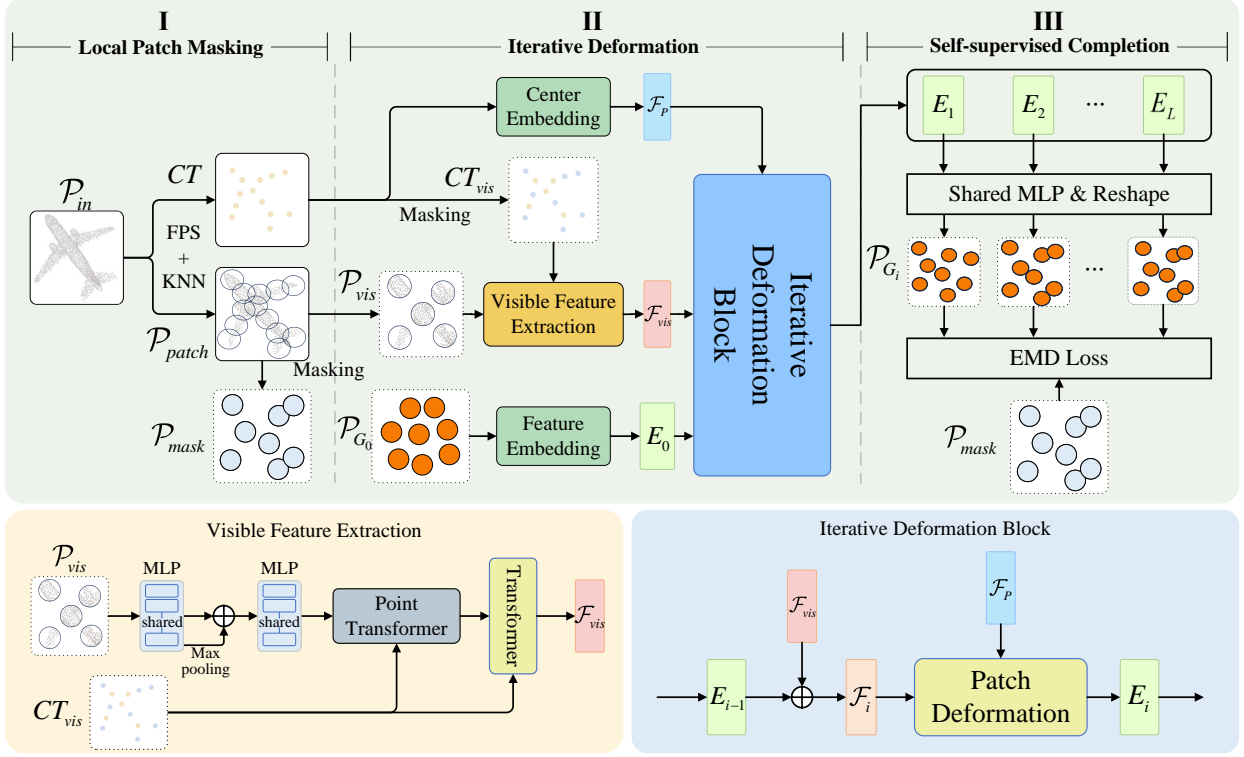 I
Local Patch Masking
II
Iterative Deformation
III
Self-supervised Completion
𝒫in
CT
FPS
+
KNN
𝒫patch
Masking
𝒫mask
Center
Embedding
ℱP
CTvis
Masking
𝒫vis
Visible Feature
Extraction
ℱvis
𝒫G0
Feature
Embedding
E0
Iterative
Deformation
Block
E1
E2
...
EL
Shared MLP & Reshape
𝒫Gi
...
EMD Loss
𝒫mask
Visible Feature Extraction
𝒫vis
MLP
shared
Max
pooling
MLP
shared
Point
Transformer
Transformer
ℱvis
CTvis
Iterative Deformation Block
ℱvis
ℱP
Ei−1
ℱi
Patch
Deformation
Ei